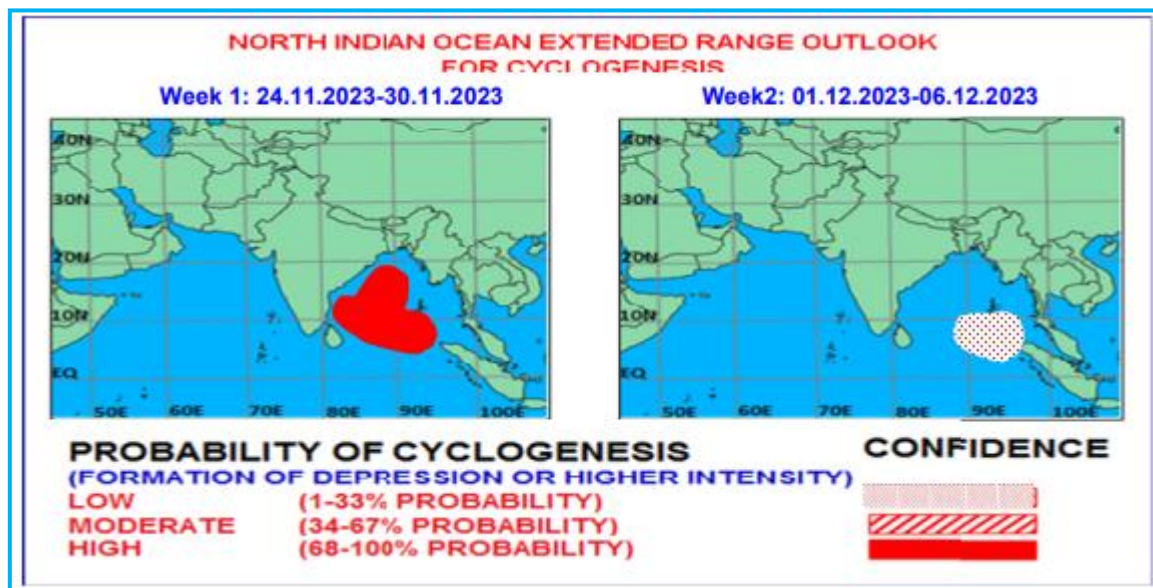 NORTH INDIAN OCEAN EXTENDED RANGE OUTLOOK
FOR CYCLOGENESIS
Week 1: 24.11.2023-30.11.2023
Week2: 01.12.2023-06.12.2023
40N
30N
20N
10N
EQ
50E 60E 70E 80E 90E 100E
40N
30N
20N
10N
EQ
50E 60E 70E 80E 90E 100E
PROBABILITY OF CYCLOGENESIS
CONFIDENCE
(FORMATION OF DEPRESSION OR HIGHER INTENSITY)
LOW (1-33% PROBABILITY)
MODERATE (34-67% PROBABILITY)
HIGH (68-100% PROBABILITY)